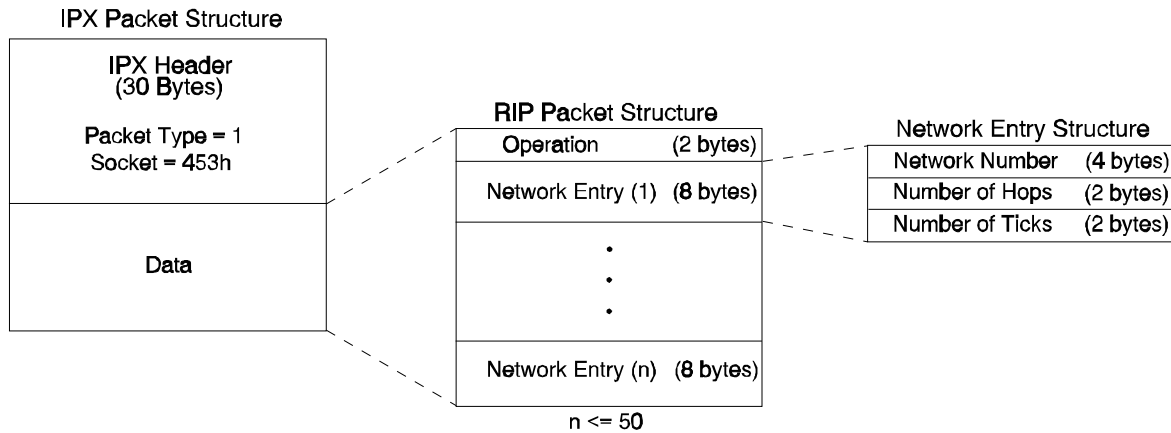 IPX Packet Structure
IPX Header
(30 Bytes)
Packet Type = 1
Socket = 453h
Data
RIP Packet Structure
Operation (2 bytes)
Network Entry (1) (8 bytes)
Network Entry (n) (8 bytes)
n <= 50
Network Entry Structure
Network Number (4 bytes)
Number of Hops (2 bytes)
Number of Ticks (2 bytes)